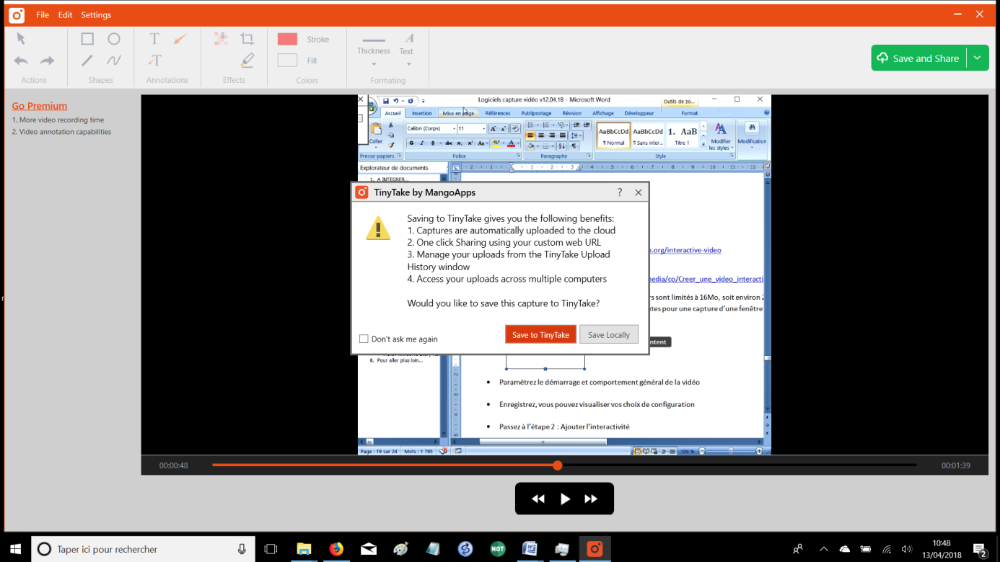 File Edit Settings
Stroke
Fill
Thickness Text
Actions Shapes Annotations Effects Colors Formating
Save and Share
Go Premium
1. More video recording time
2. Video annotation capabilities
Logiciels capture vidéo v12.04.18 - Microsoft Word
Outils de zo...
Accueil Insertion Mise en page Références Publipostage Révision Affichage Développeur Format
Calibri (Corps) 11
Coller
AaBbCcDd AaBbCcDd 1. AaB
¶ Normal ¶ Sans inter... Titre 1
Modifier les styles
Modification
Presse-papiers Police Paragraphe Style
Explorateur de documents
1. A INTEGRER...
TinyTake by MangoApps
Saving to TinyTake gives you the following benefits:
1. Captures are automatically uploaded to the cloud
2. One click Sharing using your custom web URL
3. Manage your uploads from the TinyTake Upload
History window
4. Access your uploads across multiple computers
Would you like to save this capture to TinyTake?
Don't ask me again
Save to TinyTake Save Locally
.org/interactive-video
media/co/Creer_une_video_interacti
rs sont limités à 16Mo, soit environ 2
utes pour une capture d'une fenêtre
ntent
8. Pour aller plus loin...
• Paramétrez le démarrage et comportement général de la vidéo
• Enregistrez, vous pouvez visualiser vos choix de configuration
• Passez à l'étape 2 : Ajouter l'interactivité
Page : 19 sur 24 Mots : 1 795
109 %
00:00:48
00:01:39
Taper ici pour rechercher
NOT
10:48
13/04/2018
2